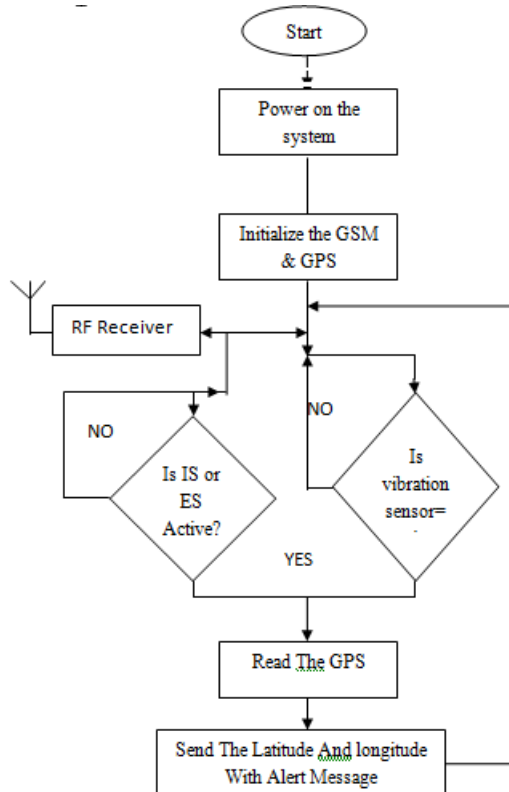 Start
Power on the
system
Initialize the GSM
& GPS
RF Receiver
NO
NO
Is IS or
ES
Active?
Is
vibration
sensor=
YES
Read The GPS
Send The Latitude And longitude
With Alert Message